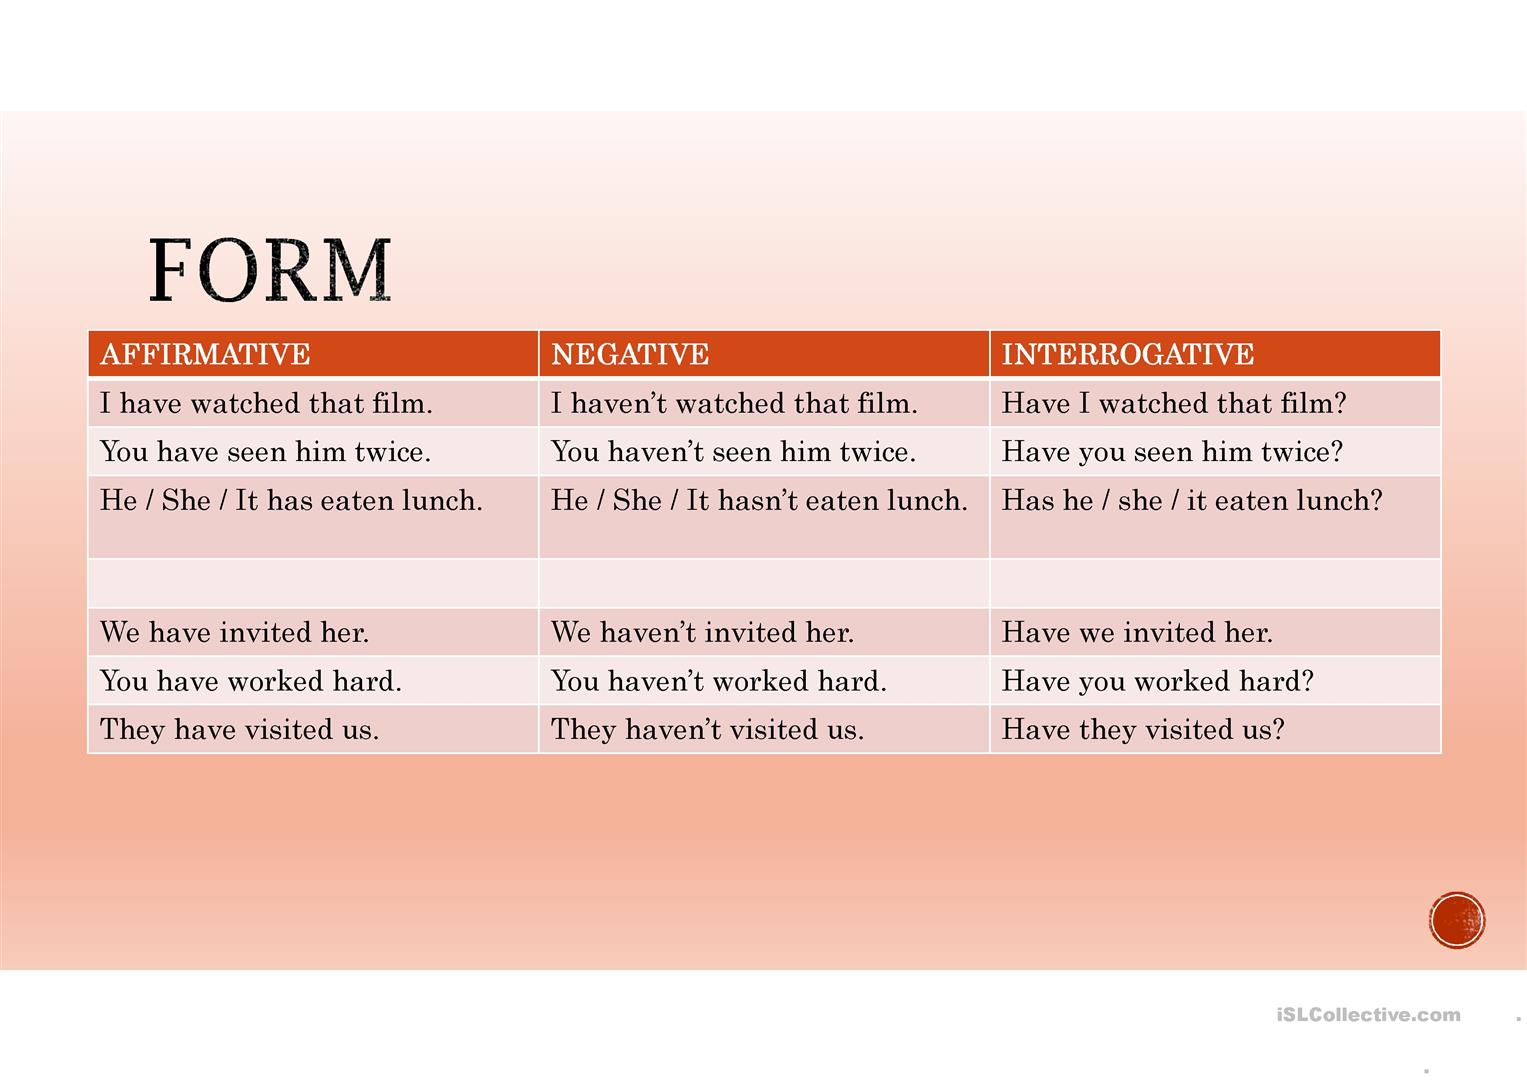 FORM
AFFIRMATIVE NEGATIVE INTERROGATIVE
I have watched that film. I haven’t watched that film. Have I watched that film?
You have seen him twice. You haven’t seen him twice. Have you seen him twice?
He / She / It has eaten lunch. He / She / It hasn’t eaten lunch. Has he / she / it eaten lunch?
We have invited her. We haven’t invited her. Have we invited her.
You have worked hard. You haven’t worked hard. Have you worked hard?
They have visited us. They haven’t visited us. Have they visited us?
iSLCollective.com